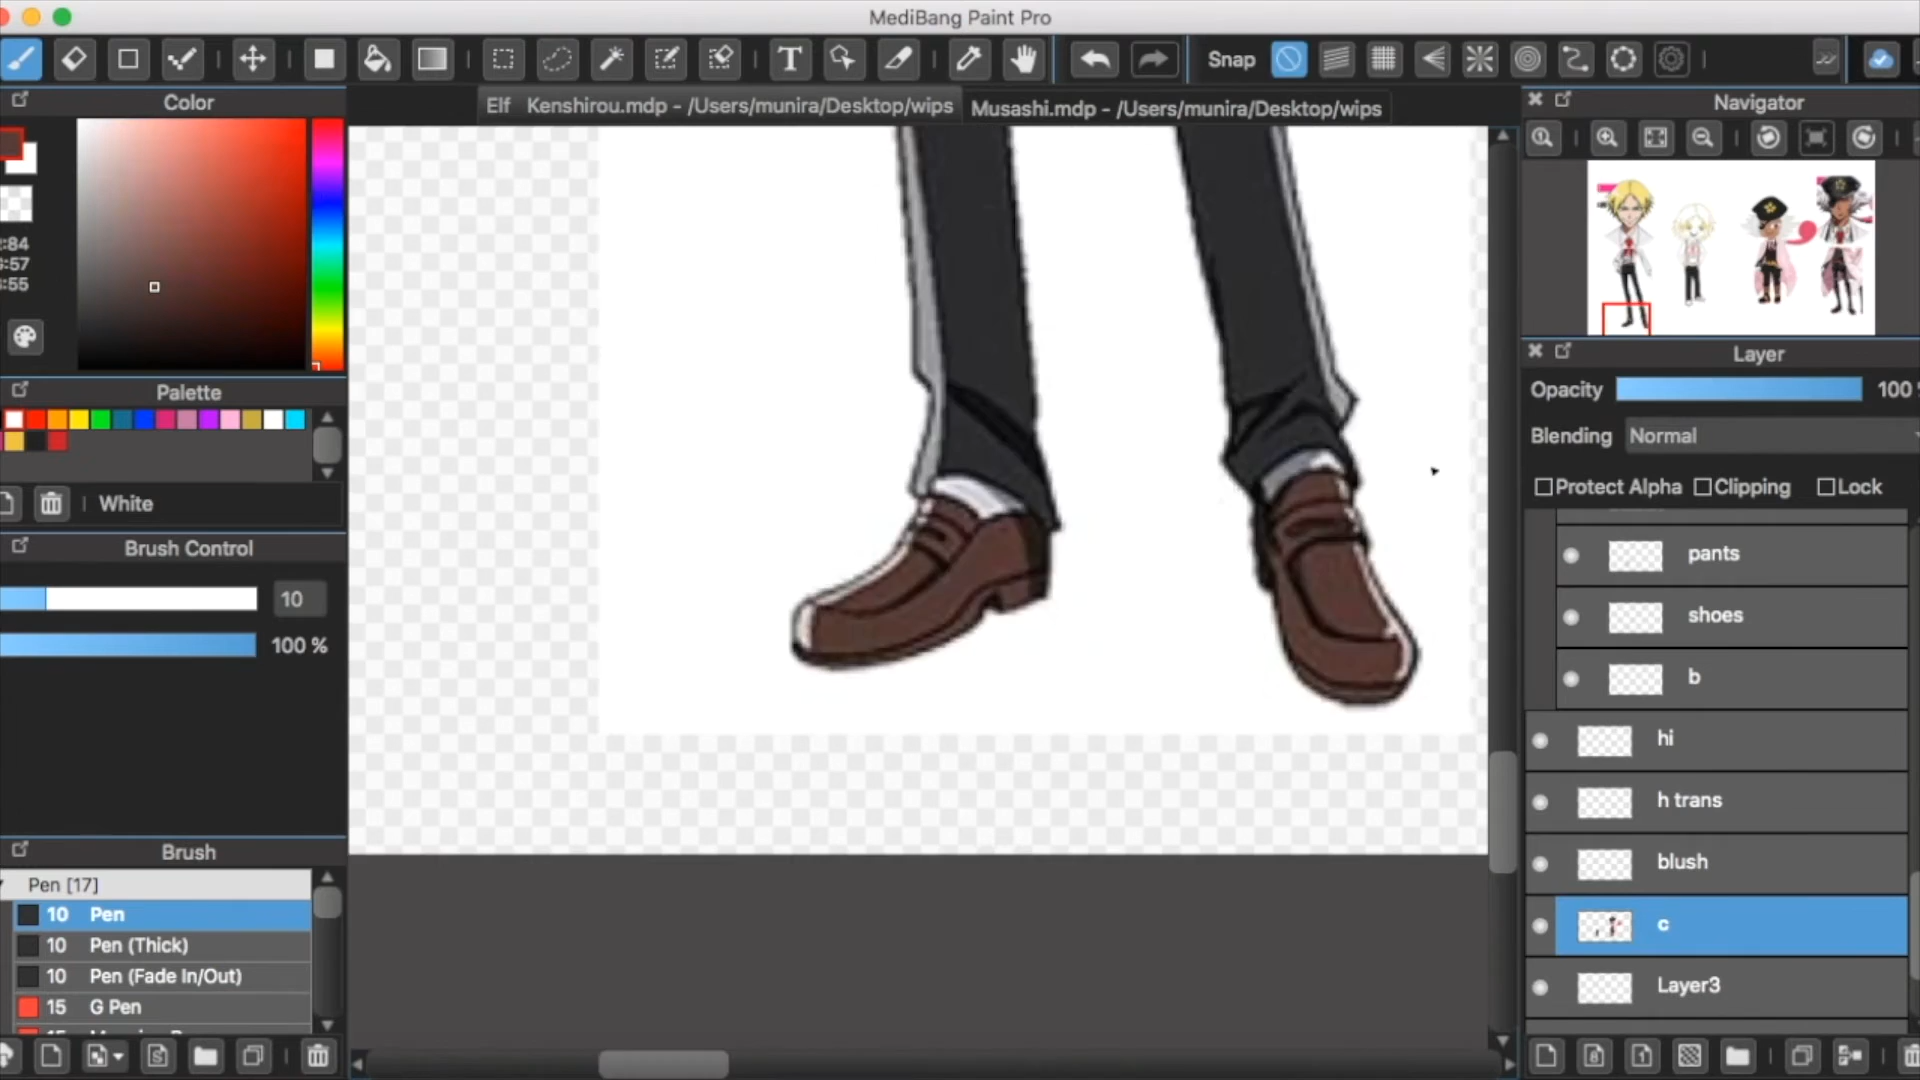 MediBang Paint Pro
T
Snap
Color
Elf Kenshirou.mdp - /Users/munira/Desktop/wips
Musashi.mdp - /Users/munira/Desktop/wips
Navigator
:84
:57
:55
Layer
Opacity 100
Blending Normal
Protect Alpha Clipping Lock
Palette
White
Brush Control
10
100 %
pants
shoes
b
hi
h trans
blush
c
Layer3
Brush
Pen [17]
10 Pen
10 Pen (Thick)
10 Pen (Fade In/Out)
15 G Pen